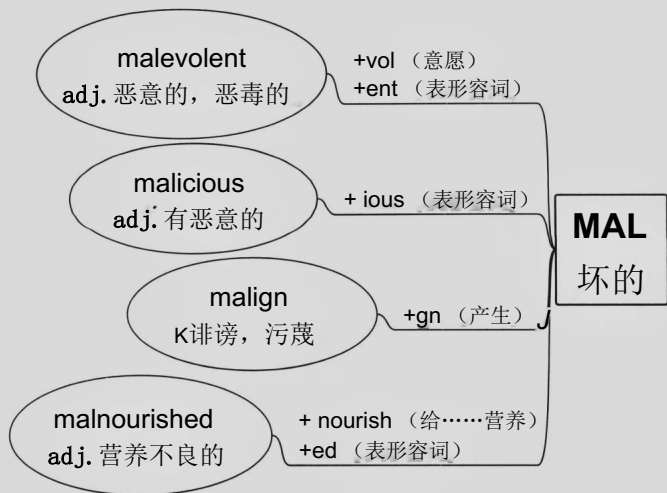 malevolent
adj.恶意的，恶毒的
+vol （意愿）
+ent （表形容词）
malicious
adj.有恶意的
+ ious （表形容词）
MAL
坏的
malign
K诽谤，污蔑
+gn （产生）
malnourished
adj.营养不良的
+ nourish （给……营养）
+ed （表形容词）